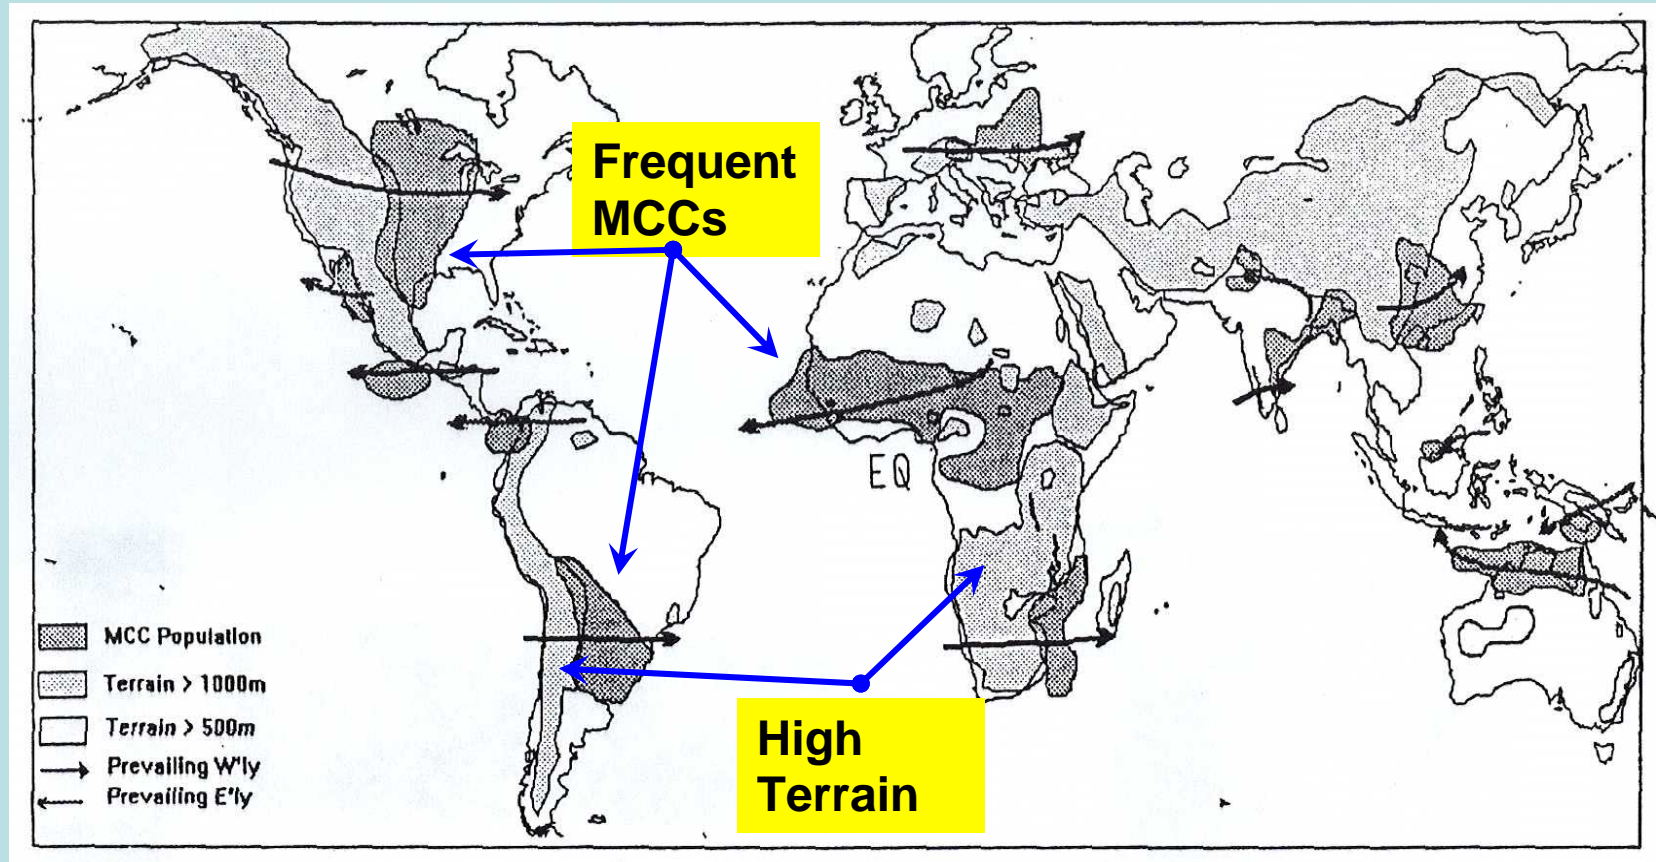 Frequent
MCCs
EQ
MCC Population
Terrain > 1000m
Terrain > 500m
Prevailing W'ly
Prevailing E'ly
High
Terrain